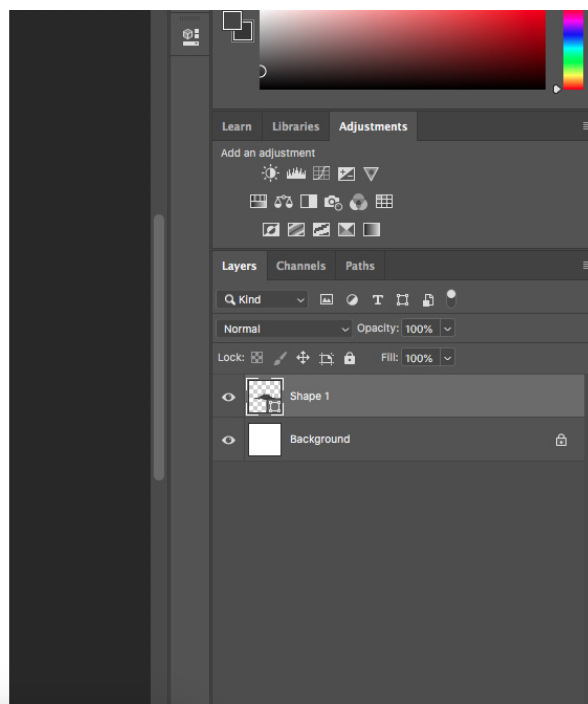 Learn Libraries Adjustments
Add an adjustment
Layers Channels Paths
Kind T
Normal Opacity: 100%
Lock: Fill: 100%
Shape 1
Background